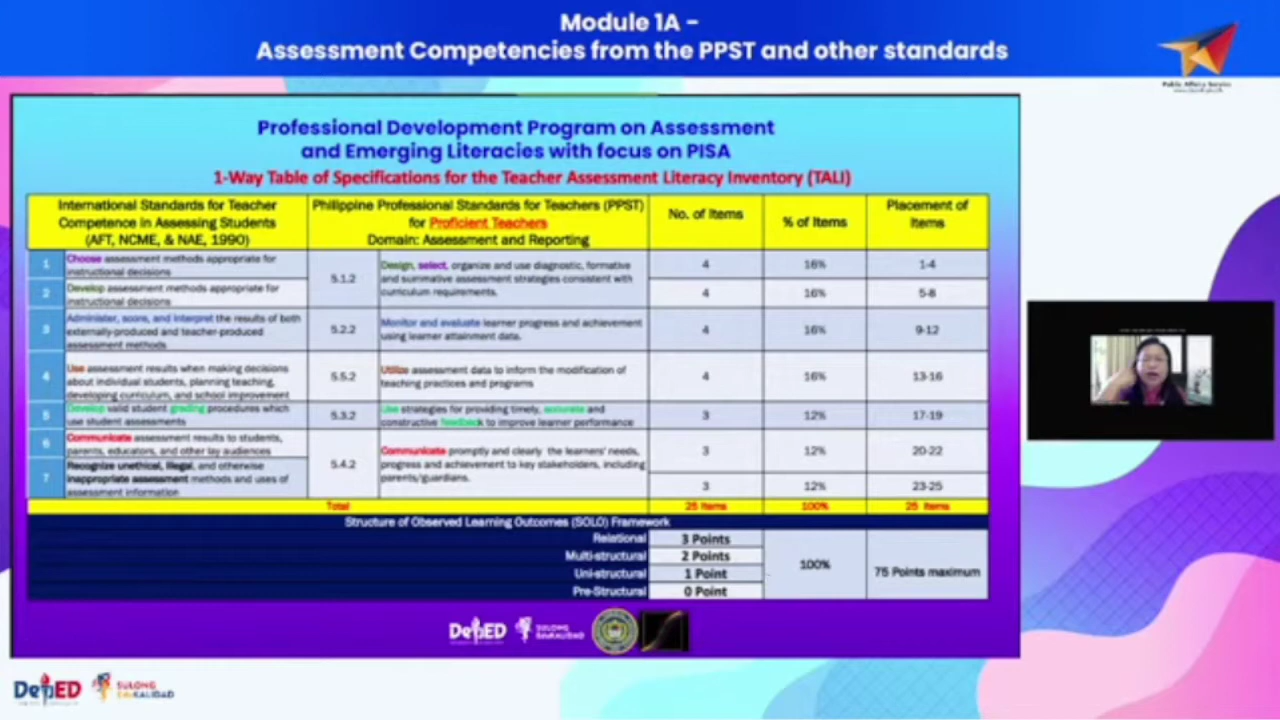 Module 1A -
Assessment Competencies from the PPST and other standards
Public Affairs Service
Professional Development Program on Assessment
and Emerging Literacies with focus on PISA
1-Way Table of Specifications for the Teacher Assessment Literacy Inventory (TALI)
International Standards for Teacher
Competence in Assessing Students
(AFT, NCME, & NAE, 1990)
Philippine Professional Standards for Teachers (PPST)
for Proficient Teachers
Domain: Assessment and Reporting
No. of Items
% of Items
Placement of
Items
1
Choose assessment methods appropriate for
instructional decisions
5.1.2
Design, select, organize and use diagnostic, formative
and summative assessment strategies consistent with
curriculum requirements.
4
16%
1-4
2
Develop assessment methods appropriate for
instructional decisions
4
16%
5-8
3
Administer, score, and interpret the results of both
externally-produced and teacher-produced
assessment methods
5.2.2
Monitor and evaluate learner progress and achievement
using learner attainment data.
4
16%
9-12
4
Use assessment results when making decisions
about individual students, planning teaching,
developing curriculum, and school improvement
5.5.2
Utilize assessment data to inform the modification of
teaching practices and programs
4
16%
13-16
5
Develop valid student grading procedures which
use student assessments
5.3.2
Use strategies for providing timely, accurate and
constructive feedback to improve learner performance
3
12%
17-19
6
Communicate assessment results to students,
parents, educators, and other lay audiences
5.4.2
Communicate promptly and clearly the learners' needs,
progress and achievement to key stakeholders, including
parents/guardians.
3
12%
20-22
7
Recognize unethical, illegal, and otherwise
inappropriate assessment methods and uses of
assessment information
3
12%
23-25
Total
25 Items
100%
25 Items
Structure of Observed Learning Outcomes (SOLO) Framework
Relational
3 Points
Multi-structural
2 Points
Uni-structural
1 Point
Pre-Structural
0 Point
100%
75 Points maximum
DepED
SULONG
EduKALIDAD
DepED
SULONG
EduKALIDAD